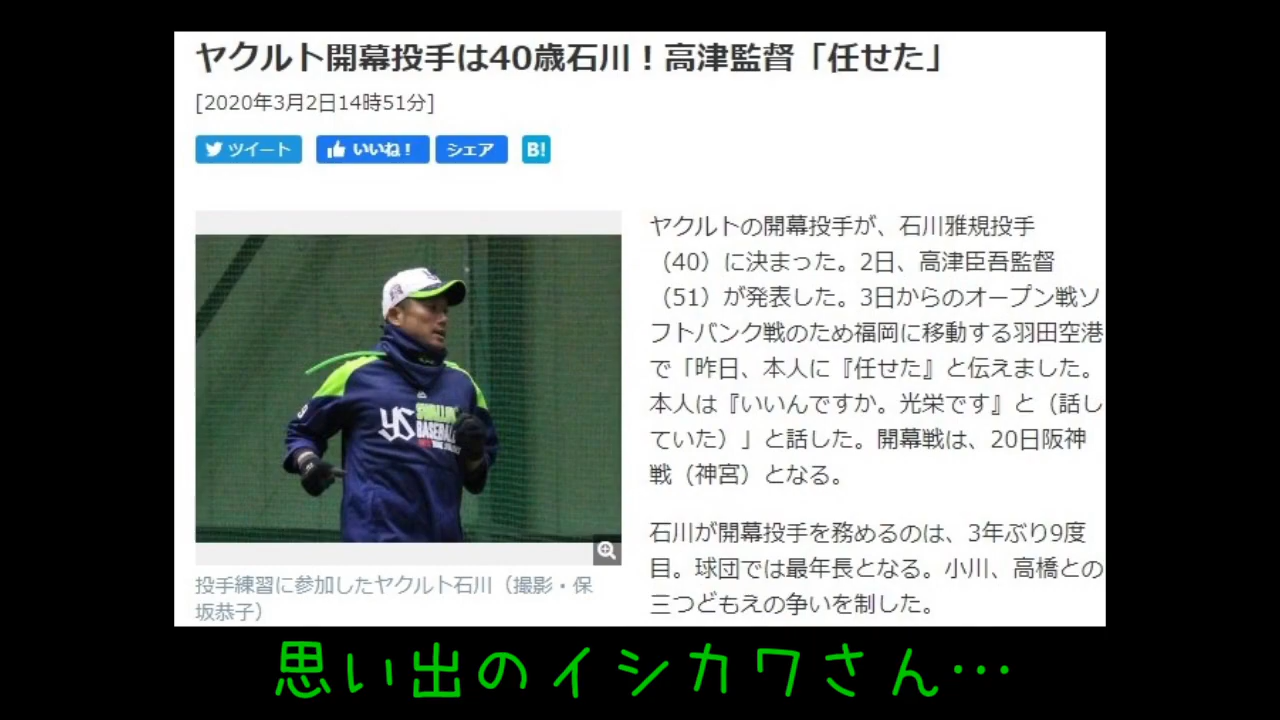 ヤクルト開幕投手は40歳石川！高津監督「任せた」
[2020年3月2日14時51分]
ツイート いいね！ シェア B!
ヤクルトの開幕投手が、石川雅規投手
（40）に決まった。2日、高津臣吾監督
（51）が発表した。3日からのオープン戦ソ
フトバンク戦のため福岡に移動する羽田空港
で「昨日、本人に『任せた』と伝えました。
本人は『いいんですか。光栄です』と（話し
ていた）」と話した。開幕戦は、20日阪神
戦（神宮）となる。
石川が開幕投手を務めるのは、3年ぶり9度
目。球団では最年長となる。小川、高橋との
三つどもえの争いを制した。
YS
SWALLOWS
BASEBALL
投手練習に参加したヤクルト石川（撮影・保
坂恭子）
思い出のイシカワさん…